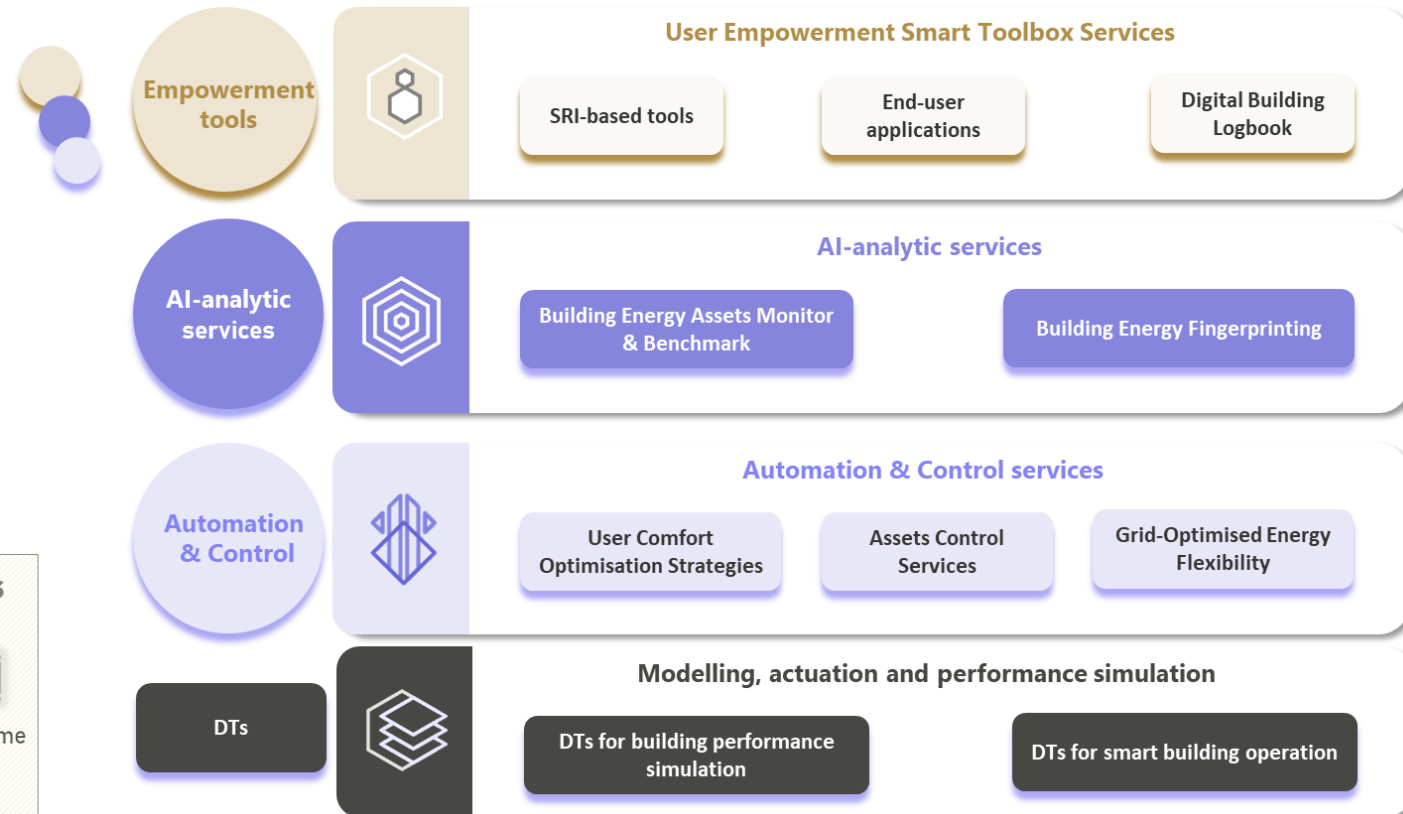 User Empowerment Smart Toolbox Services
Empowerment
tools
SRI-based tools
End-user
applications
Digital Building
Logbook
AI-analytic services
AI-analytic
services
Building Energy Assets Monitor
& Benchmark
Building Energy Fingerprinting
Automation & Control services
Automation
& Control
User Comfort
Optimisation Strategies
Assets Control
Services
Grid-Optimised Energy
Flexibility
Modelling, actuation and performance simulation
DTs
DTs for building performance
simulation
DTs for smart building operation